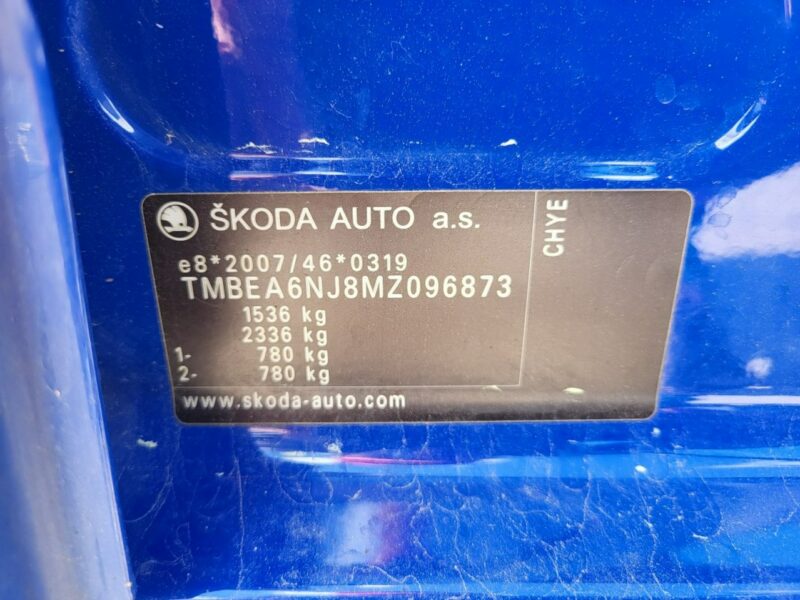 ŠKODA AUTO a.s.
CHYE
e8*2007/46*0319
TMBEA6NJ8MZ096873
1536 kg
2336 kg
1- 780 kg
2- 780 kg
www.skoda-auto.com